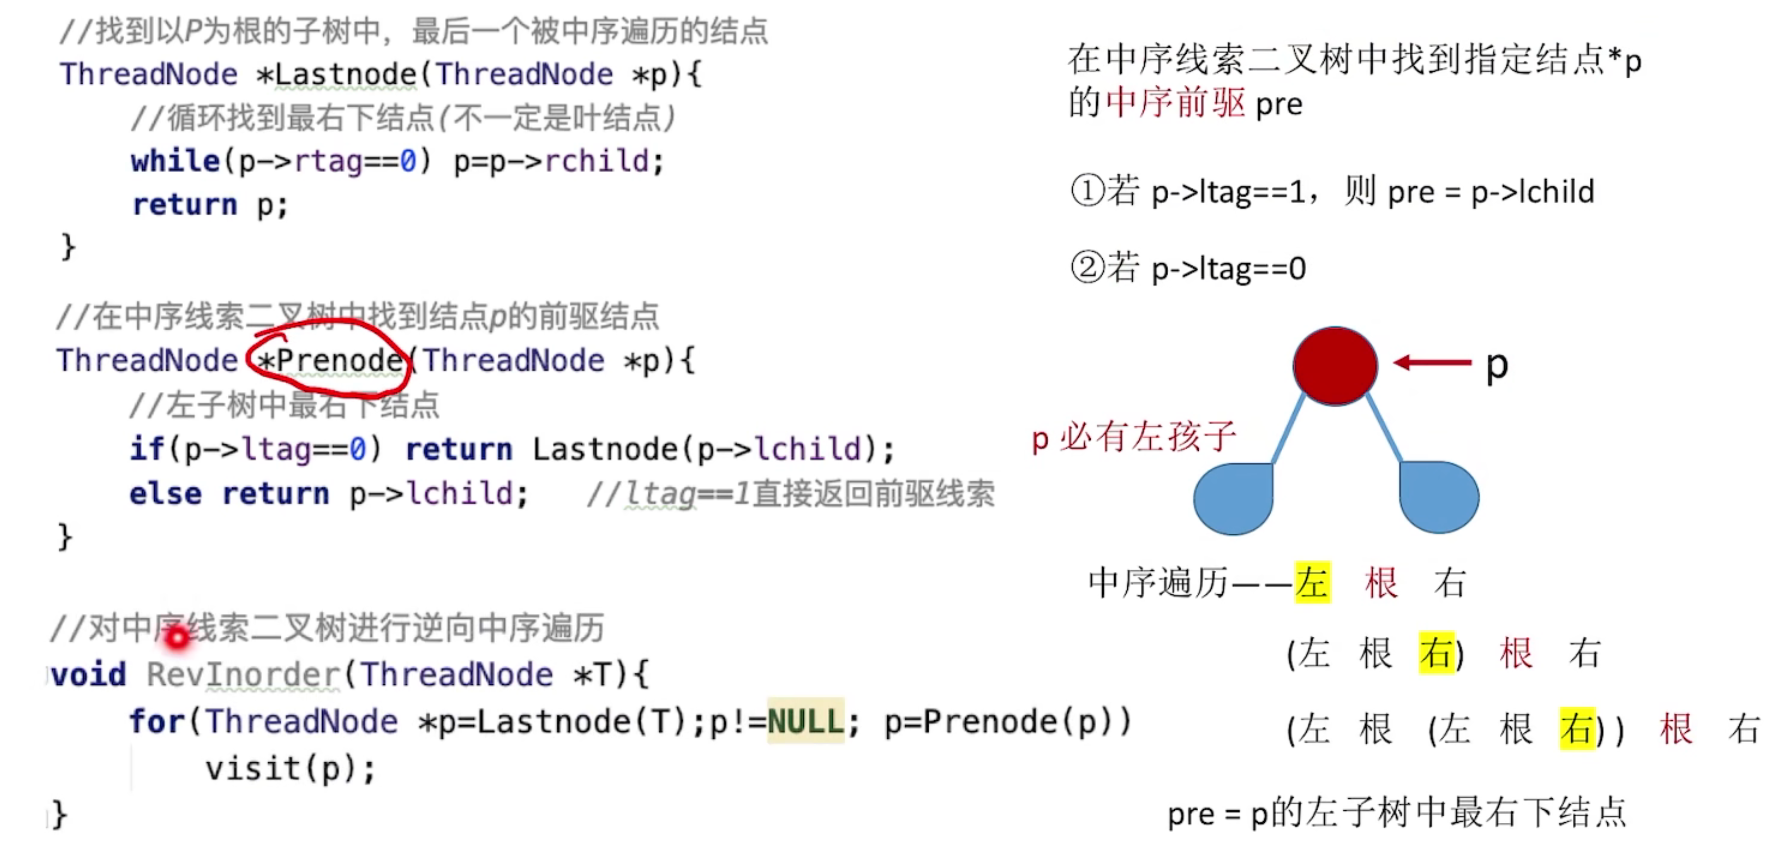 //找到以P为根的子树中，最后一个被中序遍历的结点
ThreadNode *Lastnode(ThreadNode *p){
//循环找到最右下结点(不一定是叶结点)
while(p->rtag==0) p=p->rchild;
return p;
}
//在中序线索二叉树中找到结点p的前驱结点
ThreadNode *Prenode(ThreadNode *p){
//左子树中最右下结点
if(p->ltag==0) return Lastnode(p->lchild);
else return p->lchild; //ltag==1直接返回前驱线索
}
//对中序线索二叉树进行逆向中序遍历
void RevInorder(ThreadNode *T){
for(ThreadNode *p=Lastnode(T);p!=NULL; p=Prenode(p))
visit(p);
}
在中序线索二叉树中找到指定结点*p
的中序前驱 pre
①若 p->ltag==1，则 pre = p->lchild
②若 p->ltag==0
p
p 必有左孩子
中序遍历——左 根 右
(左 根 右) 根 右
(左 根 (左 根 右)) 根 右
pre = p的左子树中最右下结点